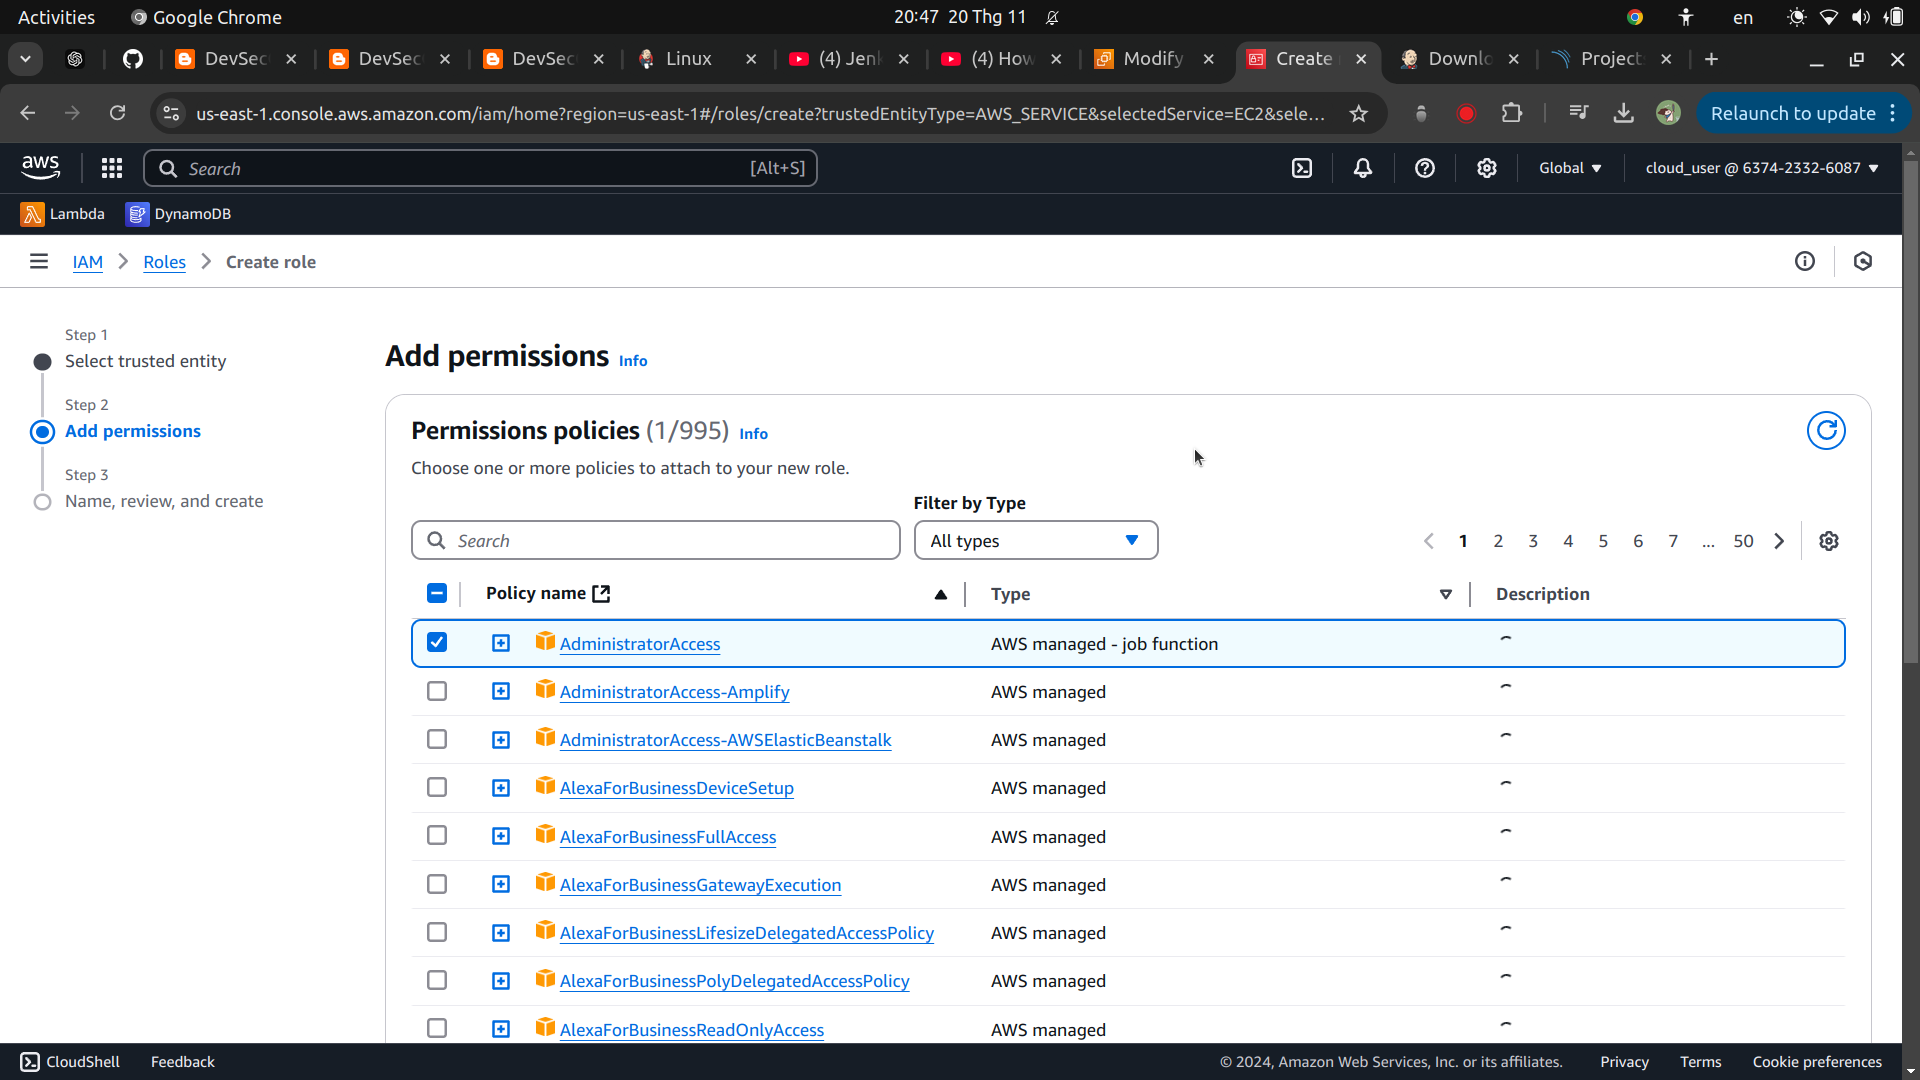 Activities
Google Chrome
20:47 20 Thg 11
en
DevSec
DevSec
DevSec
Linux
(4) Jenk
(4) How
Modify
Create
Downlo
Project
us-east-1.console.aws.amazon.com/iam/home?region=us-east-1#/roles/create?trustedEntityType=AWS_SERVICE&selectedService=EC2&sele...
Relaunch to update
aws
Search
[Alt+S]
Global
cloud_user @ 6374-2332-6087
Lambda
DynamoDB
IAM
Roles
Create role
Step 1
Select trusted entity
Step 2
Add permissions
Step 3
Name, review, and create
Add permissions Info
Permissions policies (1/995) Info
Choose one or more policies to attach to your new role.
Filter by Type
Search
All types
1 2 3 4 5 6 7 ... 50
Policy name
Type
Description
AdministratorAccess
AWS managed - job function
AdministratorAccess-Amplify
AWS managed
AdministratorAccess-AWSElasticBeanstalk
AWS managed
AlexaForBusinessDeviceSetup
AWS managed
AlexaForBusinessFullAccess
AWS managed
AlexaForBusinessGatewayExecution
AWS managed
AlexaForBusinessLifesizeDelegatedAccessPolicy
AWS managed
AlexaForBusinessPolyDelegatedAccessPolicy
AWS managed
AlexaForBusinessReadOnlyAccess
AWS managed
CloudShell
Feedback
© 2024, Amazon Web Services, Inc. or its affiliates.
Privacy
Terms
Cookie preferences